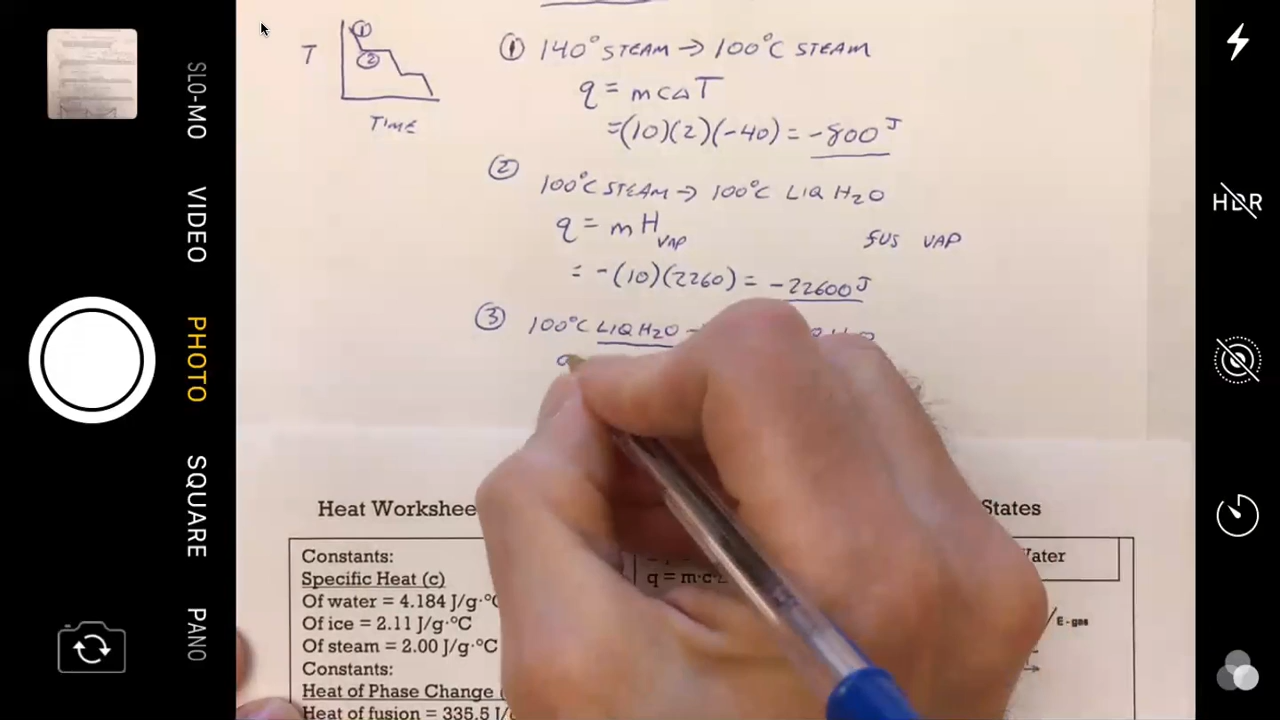 T
TIME
①
②
① 140° STEAM → 100°C STEAM
q = mc△T
=(10)(2)(-40) = -800 J
②
100°C STEAM → 100°C LIQ H₂O
q = m H VAP
fus VAP
= -(10)(2260) = -22600 J
③ 100°C LIQ H₂O
Heat Workshee
States
Constants:
Specific Heat (c)
Of water = 4.184 J/g·°C
Of ice = 2.11 J/g·°C
Of steam = 2.00 J/g·°C
Constants:
Heat of Phase Change
Heat of fusion = 335.5 J/
q = m·c·
Water
E - gas
SLO-MO
VIDEO
PHOTO
SQUARE
PANO
HDR